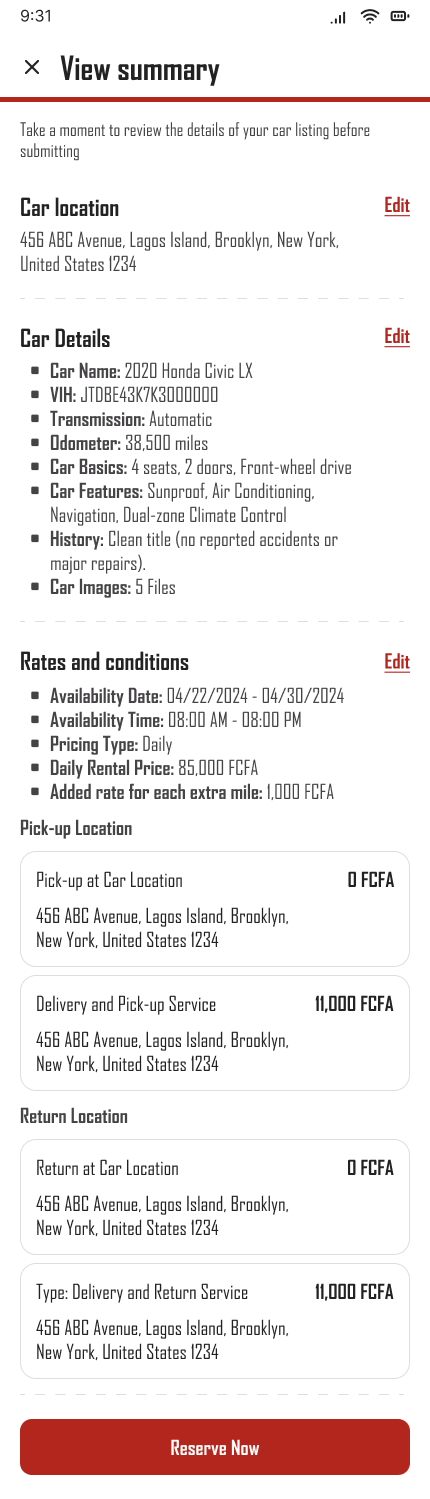 9:31
View summary
Take a moment to review the details of your car listing before
submitting
Car location
Edit
456 ABC Avenue, Lagos Island, Brooklyn, New York,
United States 1234
Car Details
Edit
Car Name: 2020 Honda Civic LX
VIH: JTDBE43K7K3000000
Transmission: Automatic
Odometer: 38,500 miles
Car Basics: 4 seats, 2 doors, Front-wheel drive
Car Features: Sunproof, Air Conditioning,
Navigation, Dual-zone Climate Control
History: Clean title (no reported accidents or
major repairs).
Car Images: 5 Files
Rates and conditions
Edit
Availability Date: 04/22/2024 - 04/30/2024
Availability Time: 08:00 AM - 08:00 PM
Pricing Type: Daily
Daily Rental Price: 85,000 FCFA
Added rate for each extra mile: 1,000 FCFA
Pick-up Location
Pick-up at Car Location
0 FCFA
456 ABC Avenue, Lagos Island, Brooklyn,
New York, United States 1234
Delivery and Pick-up Service
11,000 FCFA
456 ABC Avenue, Lagos Island, Brooklyn,
New York, United States 1234
Return Location
Return at Car Location
0 FCFA
456 ABC Avenue, Lagos Island, Brooklyn,
New York, United States 1234
Type: Delivery and Return Service
11,000 FCFA
456 ABC Avenue, Lagos Island, Brooklyn,
New York, United States 1234
Reserve Now